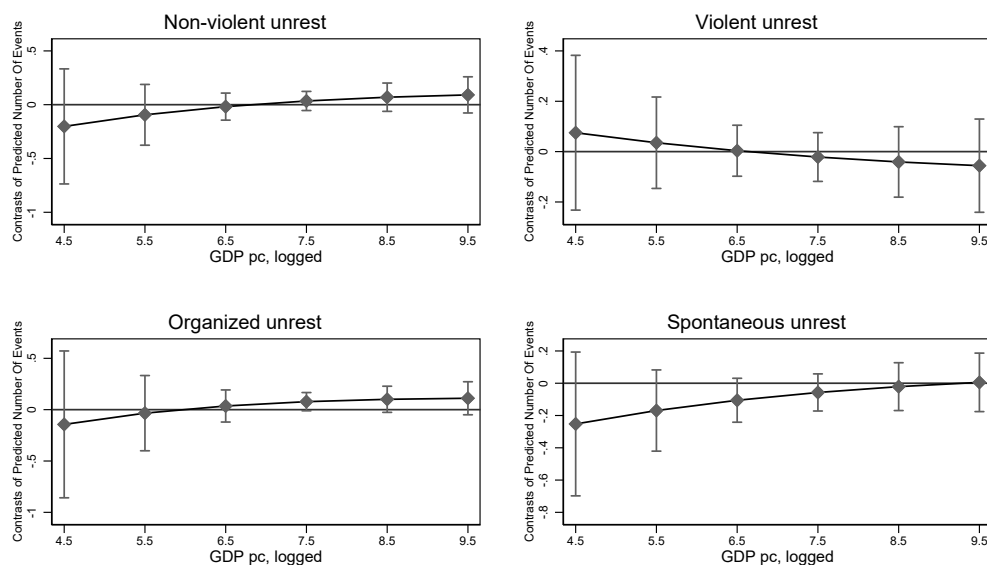 Non-violent unrest
Contrasts of Predicted Number Of Events
.5
0
-.5
-1
4.5 5.5 6.5 7.5 8.5 9.5
GDP pc, logged
Violent unrest
Contrasts of Predicted Number Of Events
.4
.2
0
-.2
4.5 5.5 6.5 7.5 8.5 9.5
GDP pc, logged
Organized unrest
Contrasts of Predicted Number Of Events
.5
0
-.5
-1
4.5 5.5 6.5 7.5 8.5 9.5
GDP pc, logged
Spontaneous unrest
Contrasts of Predicted Number Of Events
.2
0
-.2
-.4
-.6
-.8
4.5 5.5 6.5 7.5 8.5 9.5
GDP pc, logged